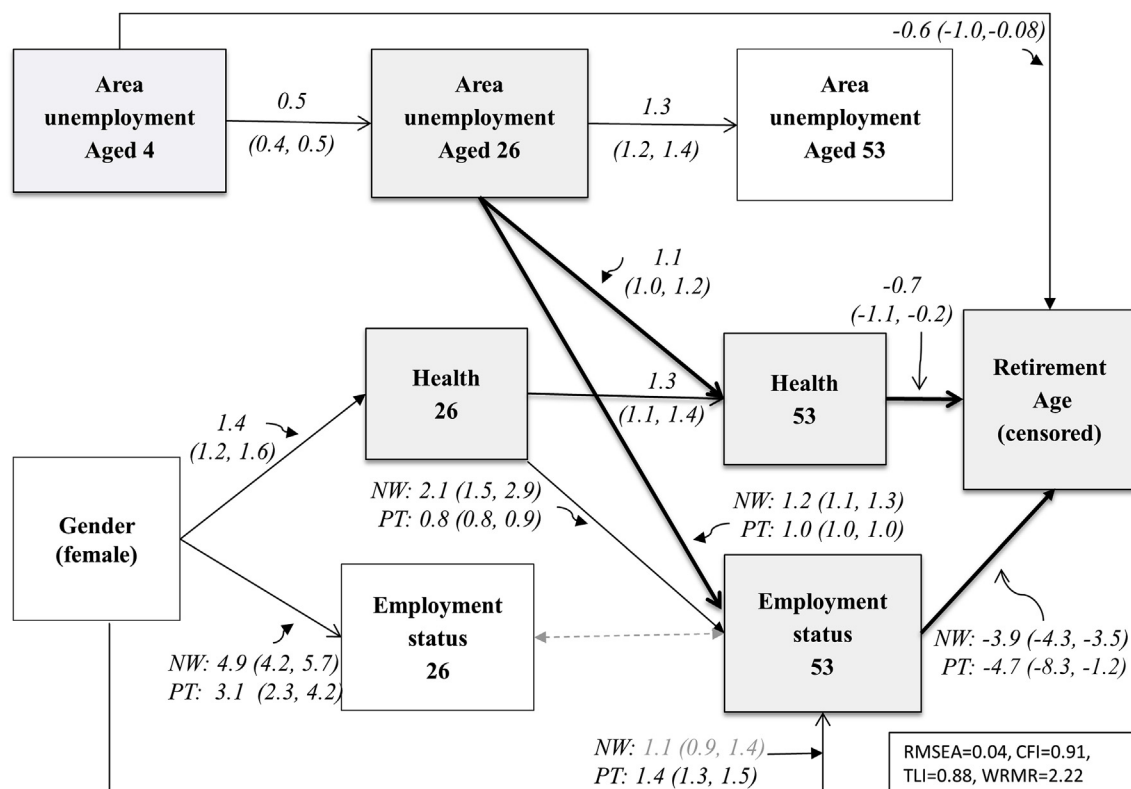 -0.6 (-1.0,-0.08)
Area
unemployment
Aged 4
0.5
(0.4, 0.5)
Area
unemployment
Aged 26
1.3
(1.2, 1.4)
Area
unemployment
Aged 53
1.1
(1.0, 1.2)
-0.7
(-1.1, -0.2)
Health
26
1.3
(1.1, 1.4)
Health
53
Retirement
Age
(censored)
1.4
(1.2, 1.6)
Gender
(female)
NW: 2.1 (1.5, 2.9)
PT: 0.8 (0.8, 0.9)
NW: 1.2 (1.1, 1.3)
PT: 1.0 (1.0, 1.0)
Employment
status
26
Employment
status
53
NW: 4.9 (4.2, 5.7)
PT: 3.1 (2.3, 4.2)
NW: -3.9 (-4.3, -3.5)
PT: -4.7 (-8.3, -1.2)
NW: 1.1 (0.9, 1.4)
PT: 1.4 (1.3, 1.5)
RMSEA=0.04, CFI=0.91,
TLI=0.88, WRMR=2.22